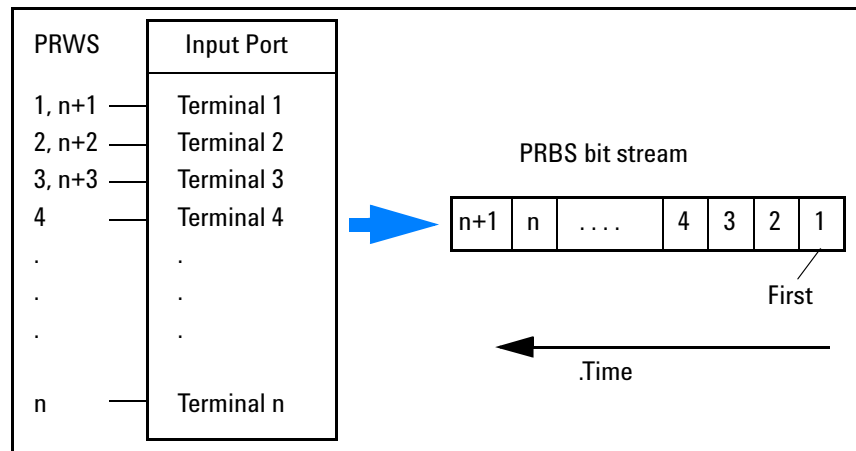 PRWS Input Port
1, n+1 Terminal 1
2, n+2 Terminal 2
3, n+3 Terminal 3
4 Terminal 4
. .
. .
. .
n Terminal n
PRBS bit stream
n+1 n .... 4 3 2 1
First
.Time